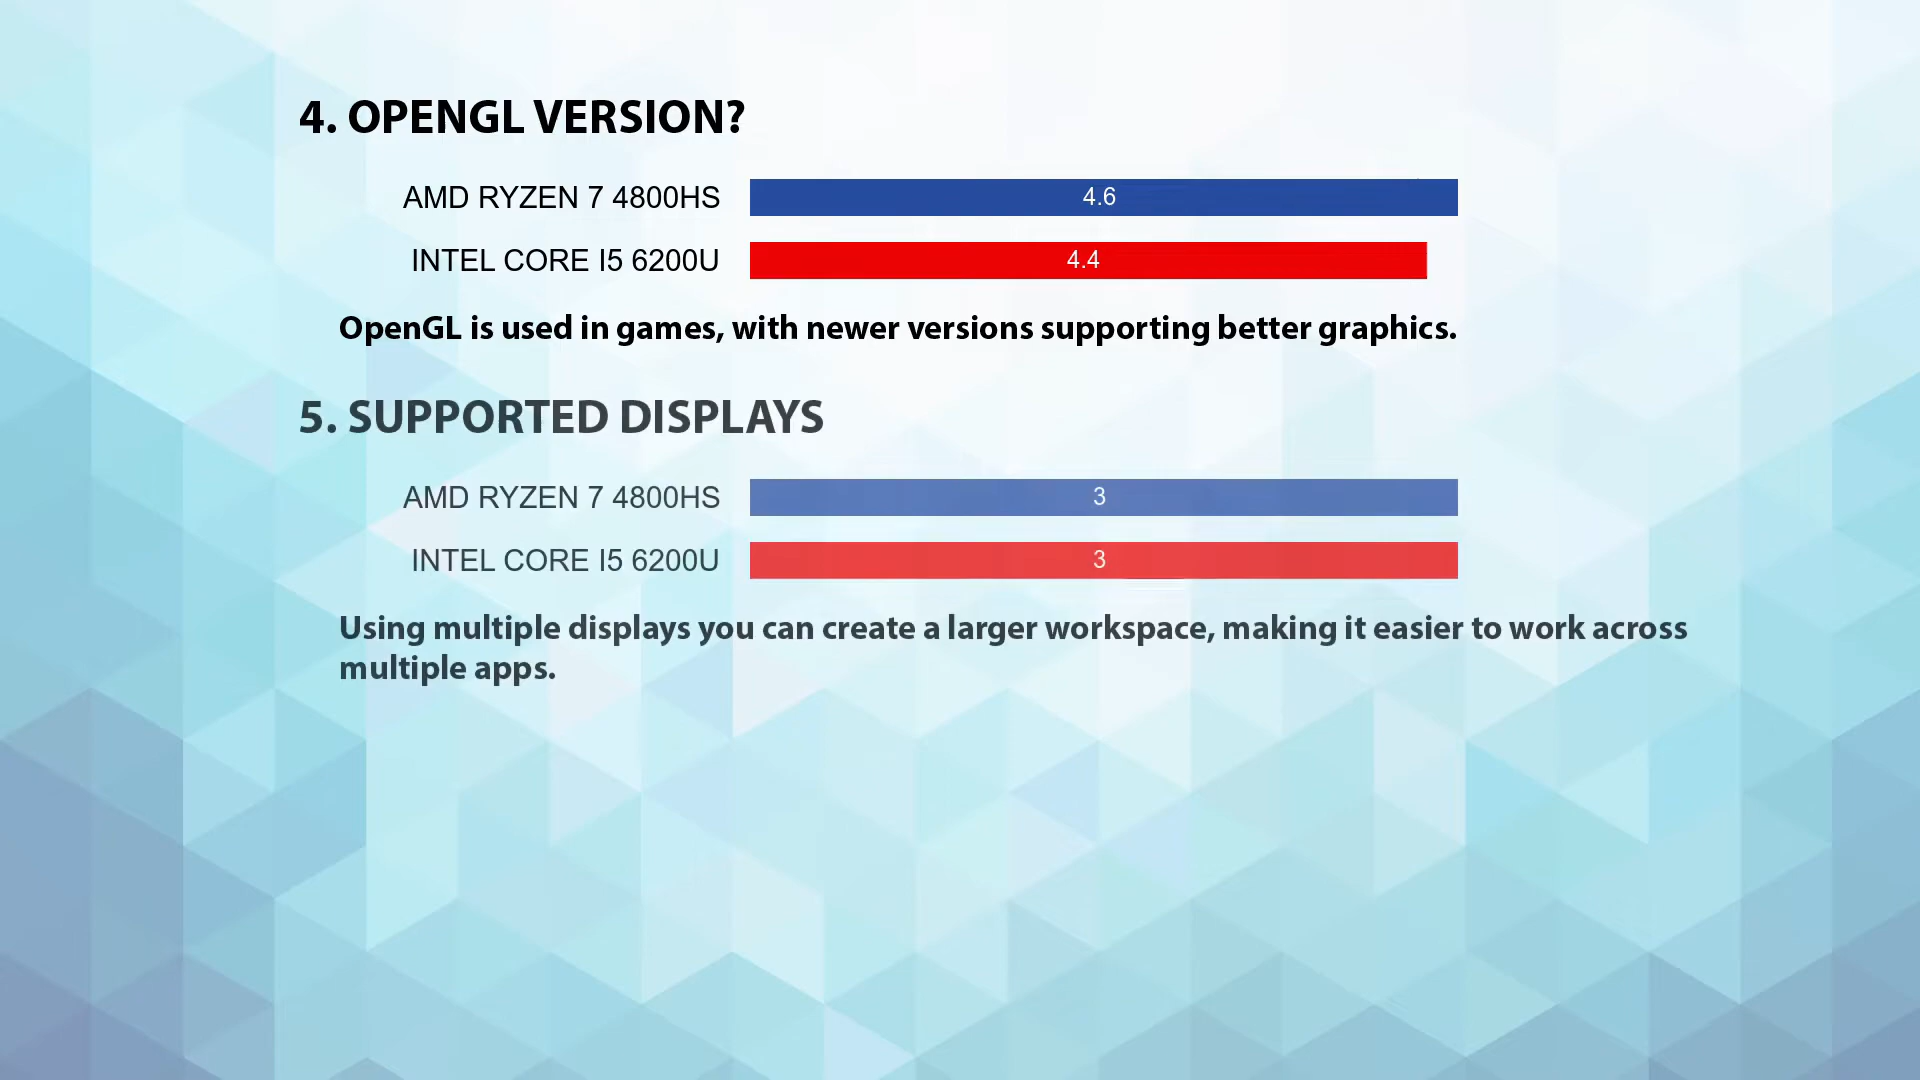 4. OPENGL VERSION?
AMD RYZEN 7 4800HS 4.6
INTEL CORE I5 6200U 4.4
OpenGL is used in games, with newer versions supporting better graphics.
5. SUPPORTED DISPLAYS
AMD RYZEN 7 4800HS 3
INTEL CORE I5 6200U 3
Using multiple displays you can create a larger workspace, making it easier to work across
multiple apps.